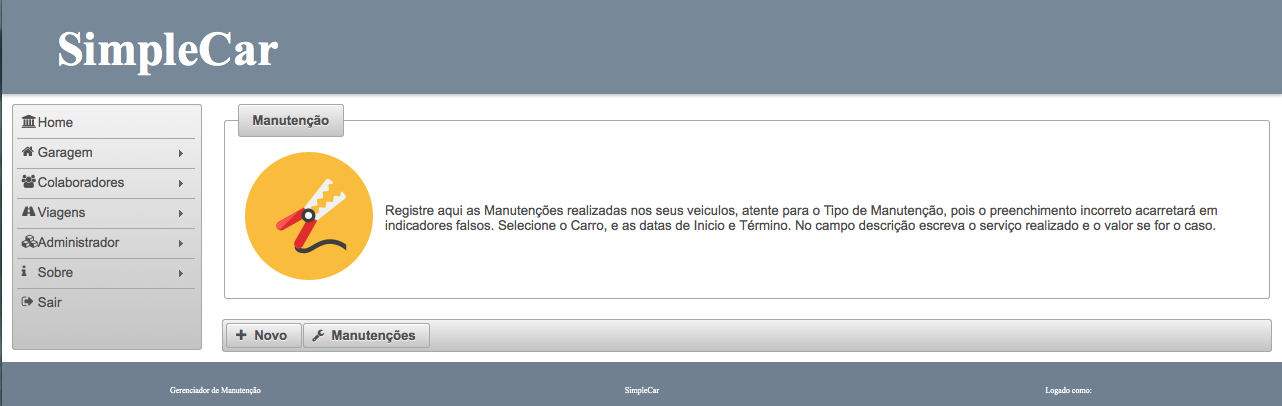 SimpleCar
Home
Garagem
Colaboradores
Viagens
Administrador
Sobre
Sair
Manutenção
Registre aqui as Manutenções realizadas nos seus veiculos, atente para o Tipo de Manutenção, pois o preenchimento incorreto acarretará em
indicadores falsos. Selecione o Carro, e as datas de Inicio e Término. No campo descrição escreva o serviço realizado e o valor se for o caso.
Novo
Manutenções
Gerenciador de Manutenção
SimpleCar
Logado como: